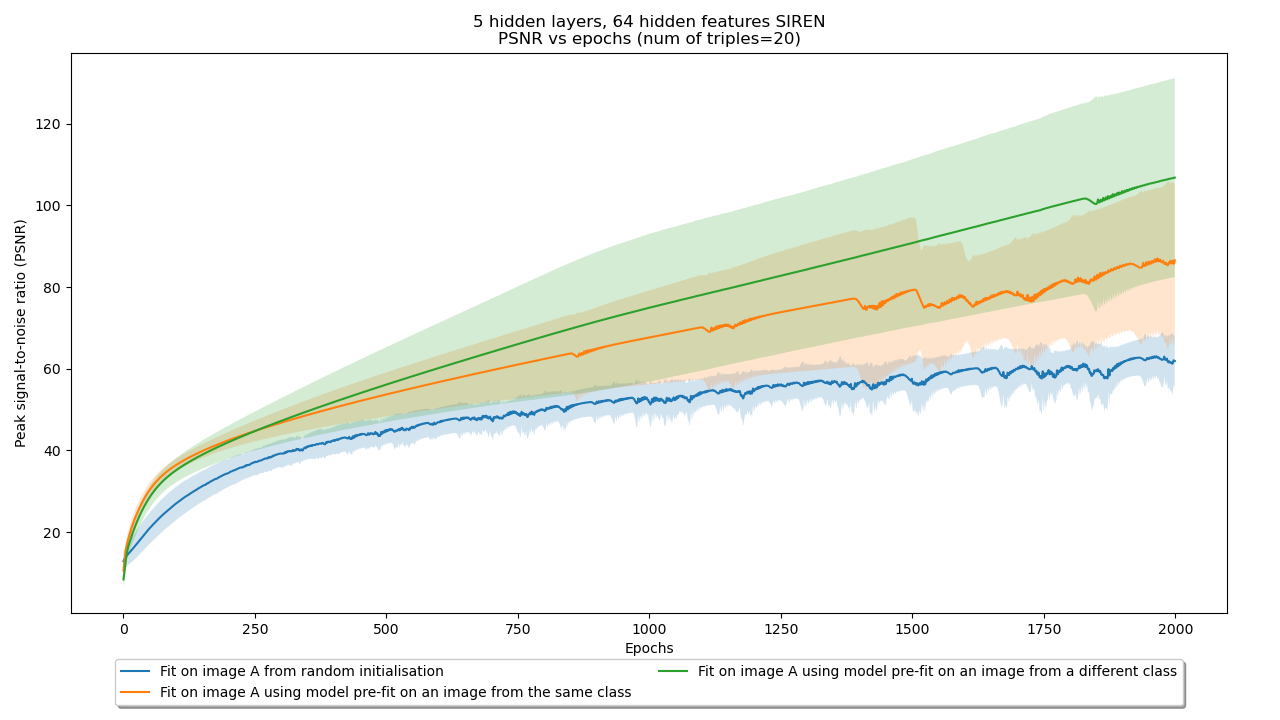 5 hidden layers, 64 hidden features SIREN
PSNR vs epochs (num of triples=20)
Peak signal-to-noise ratio (PSNR)
120
100
80
60
40
20
0 250 500 750 1000 1250 1500 1750 2000
Epochs
Fit on image A from random initialisation
Fit on image A using model pre-fit on an image from the same class
Fit on image A using model pre-fit on an image from a different class